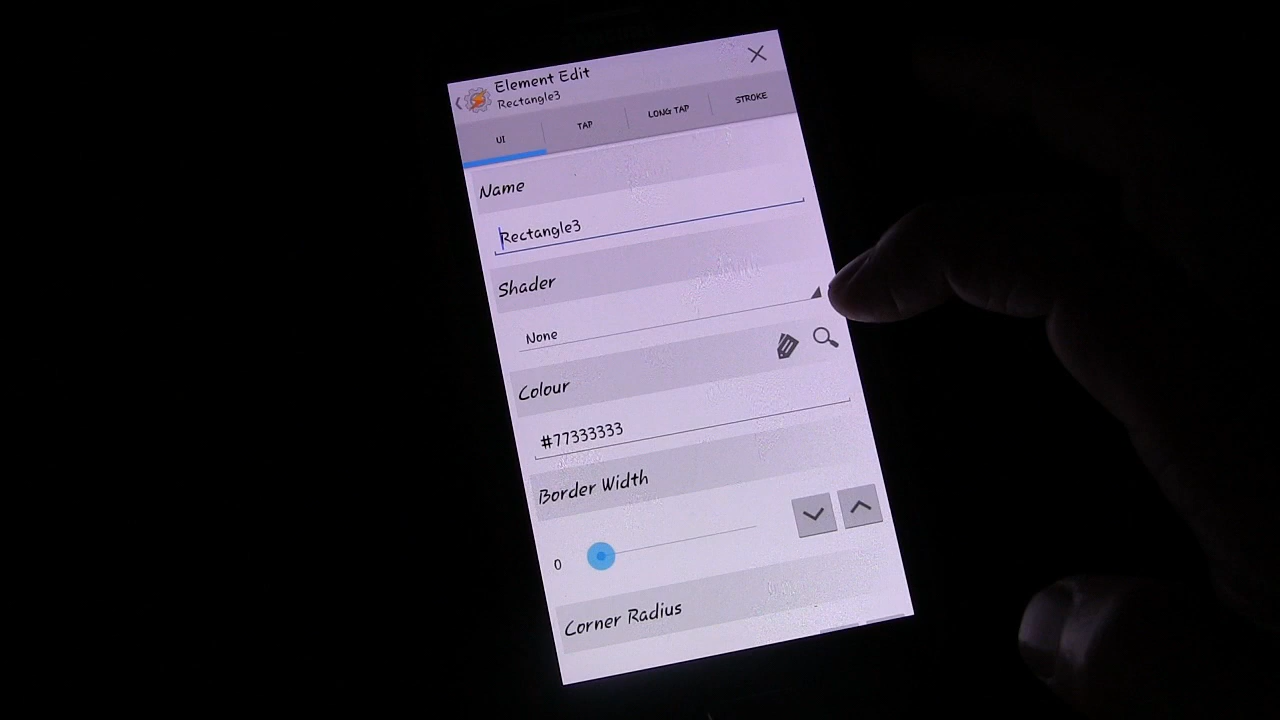 Element Edit
Rectangle3
UI
TAP
LONG TAP
STROKE
Name
Rectangle3
Shader
None
Colour
#77333333
Border Width
0
Corner Radius